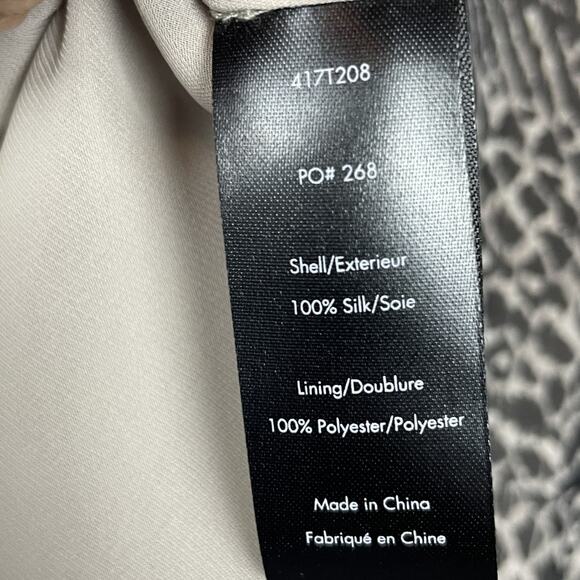 417T208
PO# 268
Shell/Exterieur
100% Silk/Soie
Lining/Doublure
100% Polyester/Polyester
Made in China
Fabriqué en Chine